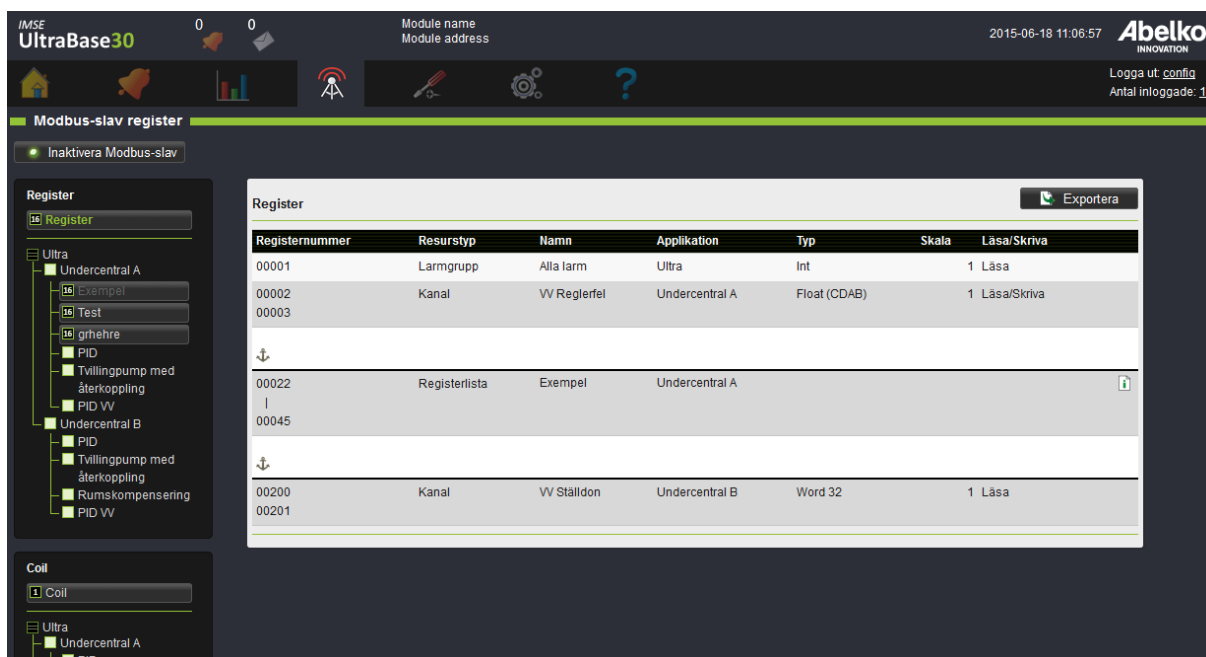 IMSE
UltraBase30
0
0
Module name
Module address
2015-06-18 11:06:57
Abelko
INNOVATION
Logga ut: config
Antal inloggade: 1
Modbus-slav register
Inaktivera Modbus-slav
Register
16 Register
Ultra
Undercentral A
16 Exempel
16 Test
16 grhehre
PID
Tvillingpump med
återkoppling
PID VV
Undercentral B
PID
Tvillingpump med
återkoppling
Rumskompensering
PID VV
Coil
1 Coil
Ultra
Undercentral A
Register
Exportera
Registernummer Resurstyp Namn Applikation Typ Skala Läsa/Skriva
00001 Larmgrupp Alla larm Ultra Int 1 Läsa
00002 Kanal VV Reglerfel Undercentral A Float (CDAB) 1 Läsa/Skriva
00003
00022 Registerlista Exempel Undercentral A
|
00045
00200 Kanal VV Ställdon Undercentral B Word 32 1 Läsa
00201